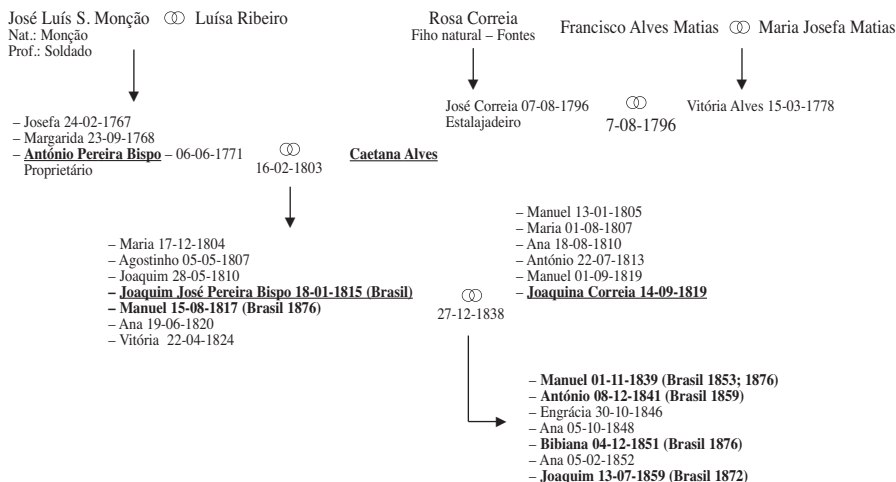 José Luís S. Monção
Nat.: Monção
Prof.: Soldado
Luísa Ribeiro
Rosa Correia
Fiho natural – Fontes
Francisco Alves Matias
Maria Josefa Matias
– Josefa 24-02-1767
– Margarida 23-09-1768
– António Pereira Bispo – 06-06-1771
Proprietário
16-02-1803
Caetana Alves
José Correia 07-08-1796
Estalajadeiro
7-08-1796
Vitória Alves 15-03-1778
– Maria 17-12-1804
– Agostinho 05-05-1807
– Joaquim 28-05-1810
– Joaquim José Pereira Bispo 18-01-1815 (Brasil)
– Manuel 15-08-1817 (Brasil 1876)
– Ana 19-06-1820
– Vitória 22-04-1824
27-12-1838
– Manuel 13-01-1805
– Maria 01-08-1807
– Ana 18-08-1810
– António 22-07-1813
– Manuel 01-09-1819
– Joaquina Correia 14-09-1819
– Manuel 01-11-1839 (Brasil 1853; 1876)
– António 08-12-1841 (Brasil 1859)
– Engrácia 30-10-1846
– Ana 05-10-1848
– Bibiana 04-12-1851 (Brasil 1876)
– Ana 05-02-1852
– Joaquim 13-07-1859 (Brasil 1872)